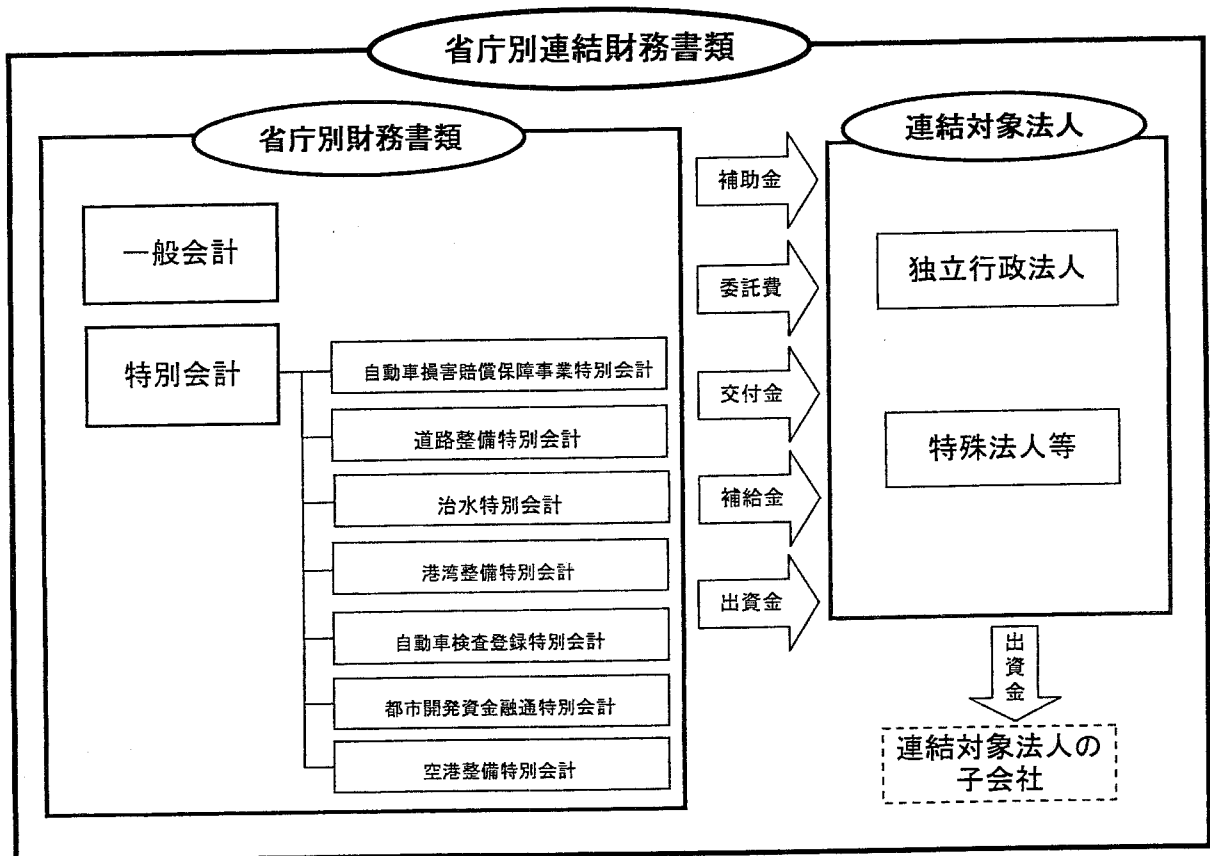 省庁別連結財務書類
省庁別財務書類
一般会計
特別会計
自動車損害賠償保障事業特別会計
道路整備特別会計
治水特別会計
港湾整備特別会計
自動車検査登録特別会計
都市開発資金融通特別会計
空港整備特別会計
補助金
委託費
交付金
補給金
出資金
連結対象法人
独立行政法人
特殊法人等
出資金
連結対象法人の
子会社